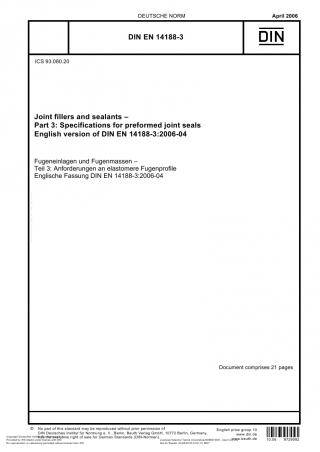 DEUTSCHE NORM
April 2006
DIN EN 14188-3
DIN
ICS 93.080.20
Joint fillers and sealants –
Part 3: Specifications for preformed joint seals
English version of DIN EN 14188-3:2006-04
Fugeneinlagen und Fugenmassen –
Teil 3: Anforderungen an elastomere Fugenprofile
Englische Fassung DIN EN 14188-3:2006-04
Document comprises 21 pages
© No part of this standard may be reproduced without prior permission of
DIN Deutsches Institut für Normung e. V., Berlin. Beuth Verlag GmbH, 10772 Berlin, Germany,
has the exclusive right of sale for German Standards (DIN-Normen).
English price group 10
www.din.de
www.beuth.de